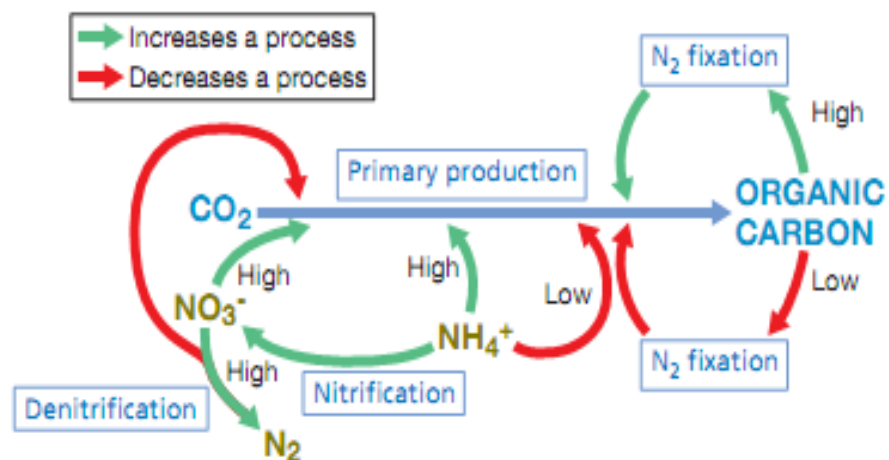 Increases a process
Decreases a process
N₂ fixation
High
Primary production
CO₂
ORGANIC
CARBON
High
High
Low
Low
NO₃⁻
NH₄⁺
N₂ fixation
High
Nitrification
Denitrification
N₂